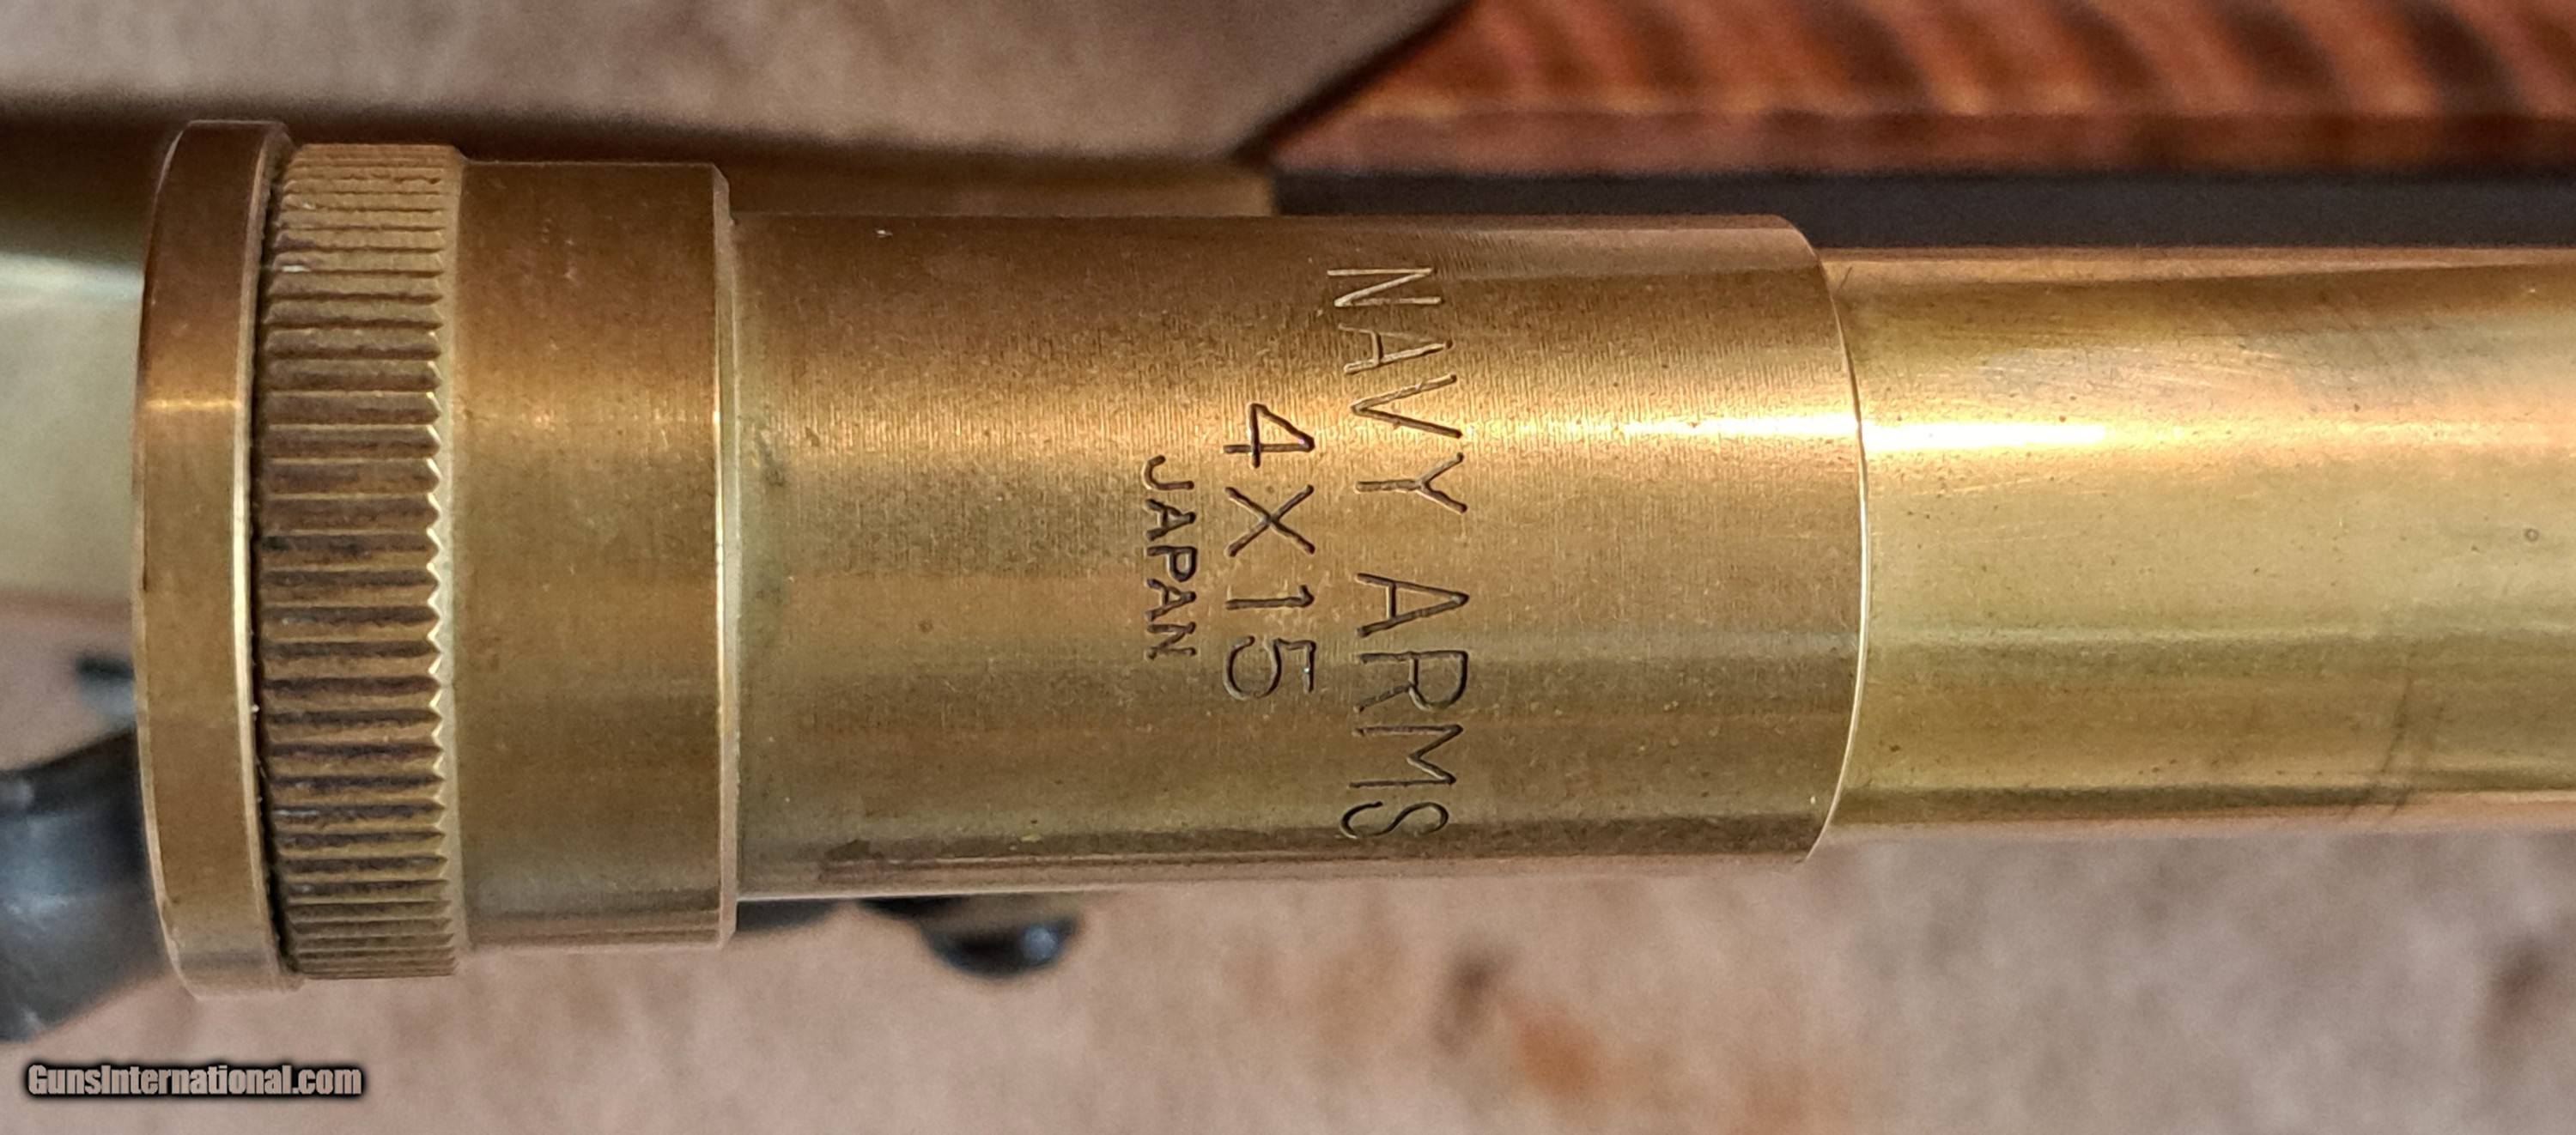 NAVY ARMS
4X15
JAPAN
GunsInternational.com